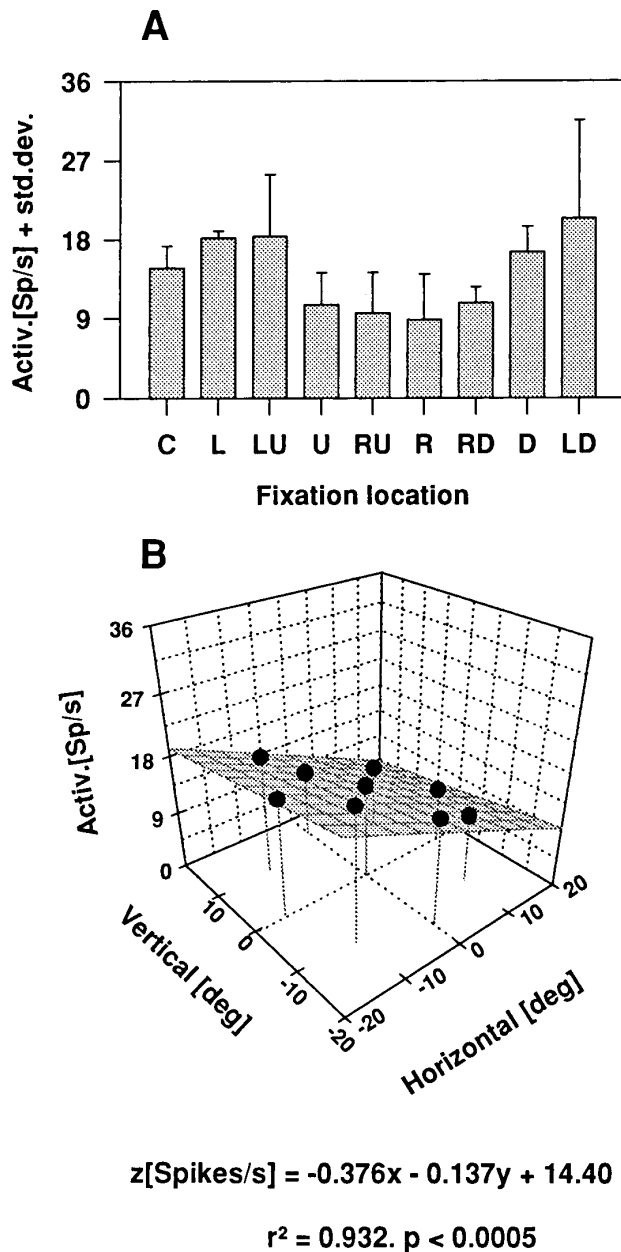 A
Activ.[Sp/s] + std.dev.
36
27
18
9
0
C L LU U RU R RD D LD
Fixation location
B
Activ.[Sp/s]
36
27
18
9
0
Vertical [deg]
10
0
-10
-20
Horizontal [deg]
-20
-10
0
10
20
z[Spikes/s] = -0.376x - 0.137y + 14.40
r² = 0.932. p < 0.0005